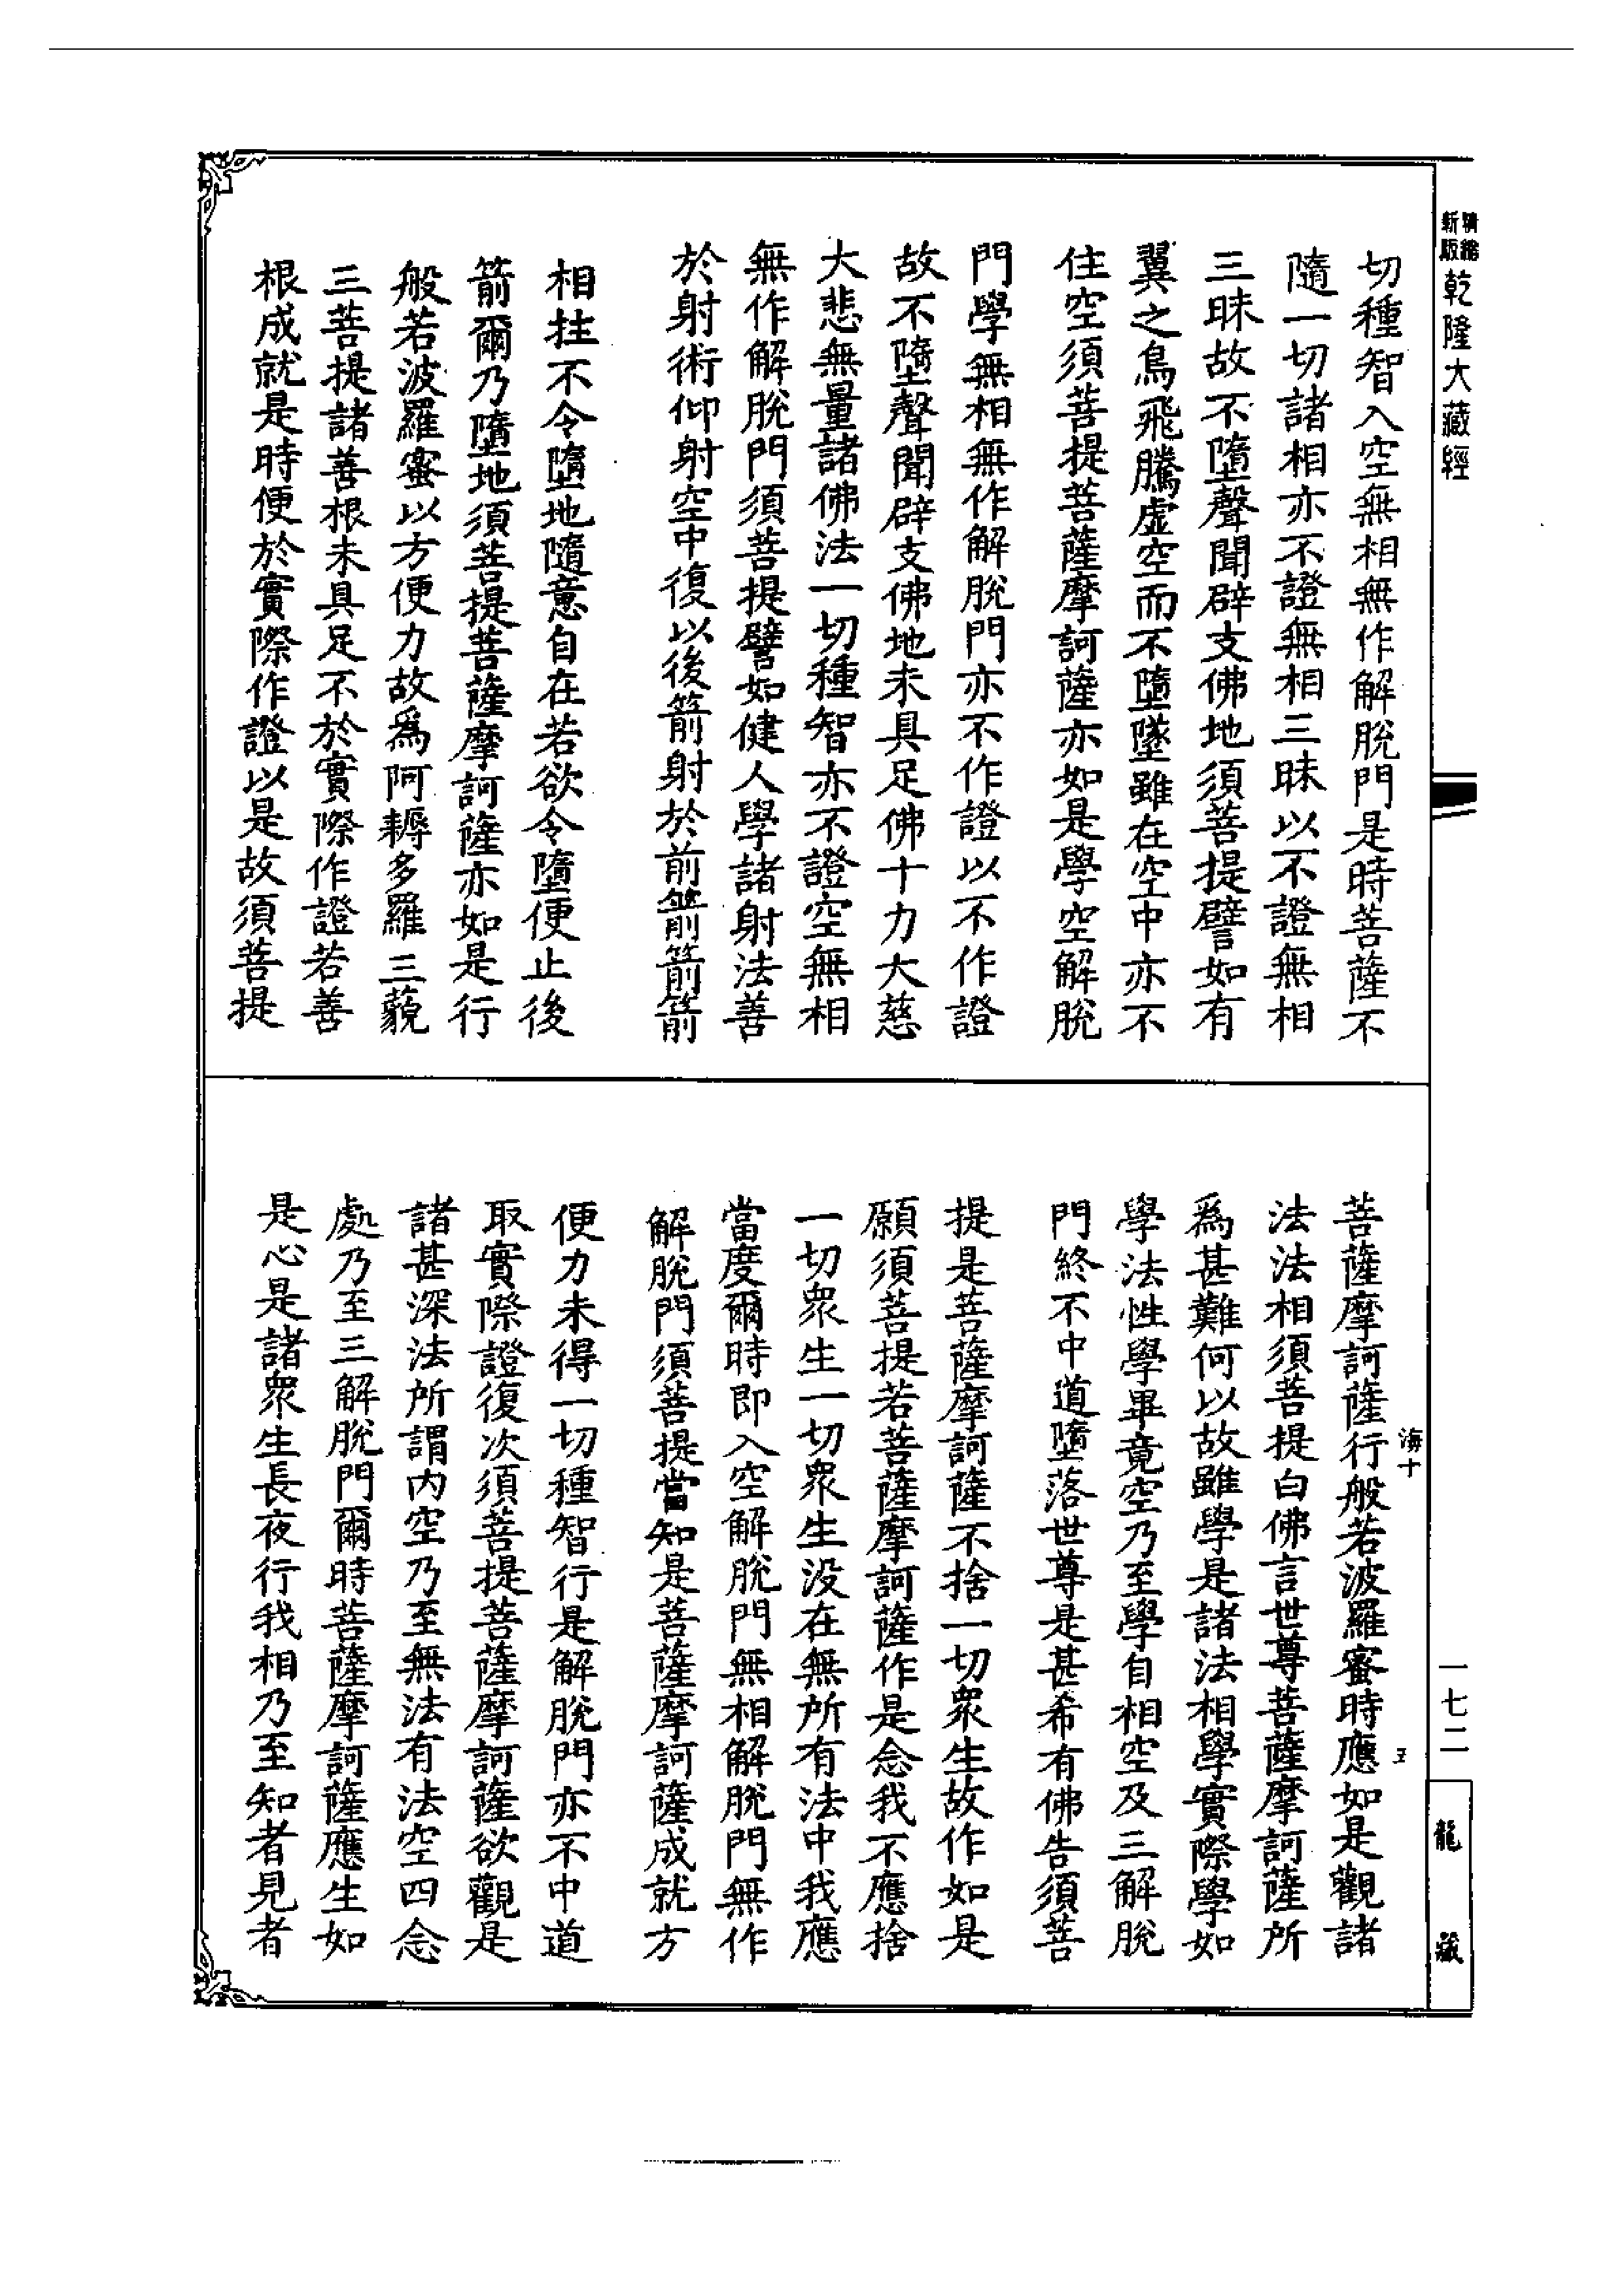 精縮
新版
乾隆大藏經
切種智入空無相無作解脫門是時菩薩不
隨一切諸相亦不證無相三昧以不證無相
三昧故不墮聲聞辟支佛地須菩提譬如有
翼之鳥飛騰虛空而不墮墜雖在空中亦不
住空須菩提菩薩摩訶薩亦如是學空解脫
門學無相無作解脫門亦不作證以不作證
故不墮聲聞辟支佛地未具足佛十力大慈
大悲無量諸佛法一切種智亦不證空無相
無作解脫門須菩提譬如健人學諸射法善
於射術仰射空中復以後箭射於前箭箭箭
相拄不令墮地隨意自在若欲令墮便止後
箭爾乃墮地須菩提菩薩摩訶薩亦如是行
般若波羅蜜以方便力故爲阿耨多羅三藐
三菩提諸善根未具足不於實際作證若善
根成就是時便於實際作證以是故須菩提
菩薩摩訶薩行般若波羅蜜時應如是觀諸
法法相須菩提白佛言世尊菩薩摩訶薩所
爲甚難何以故雖學是諸法相學實際學如
學法性學畢竟空乃至學自相空及三解脫
門終不中道墮落世尊是甚希有佛告須菩
提是菩薩摩訶薩不捨一切衆生故作如是
願須菩提若菩薩摩訶薩作是念我不應捨
一切衆生一切衆生没在無所有法中我應
當度爾時即入空解脫門無相解脫門無作
解脫門須菩提當知是菩薩摩訶薩成就方
便力未得一切種智行是解脫門亦不中道
取實際證復次須菩提菩薩摩訶薩欲觀是
諸甚深法所謂内空乃至無法有法空四念
處乃至三解脫門爾時菩薩摩訶薩應生如
是心是諸衆生長夜行我相乃至知者見者
海十
五
一七二
龍藏